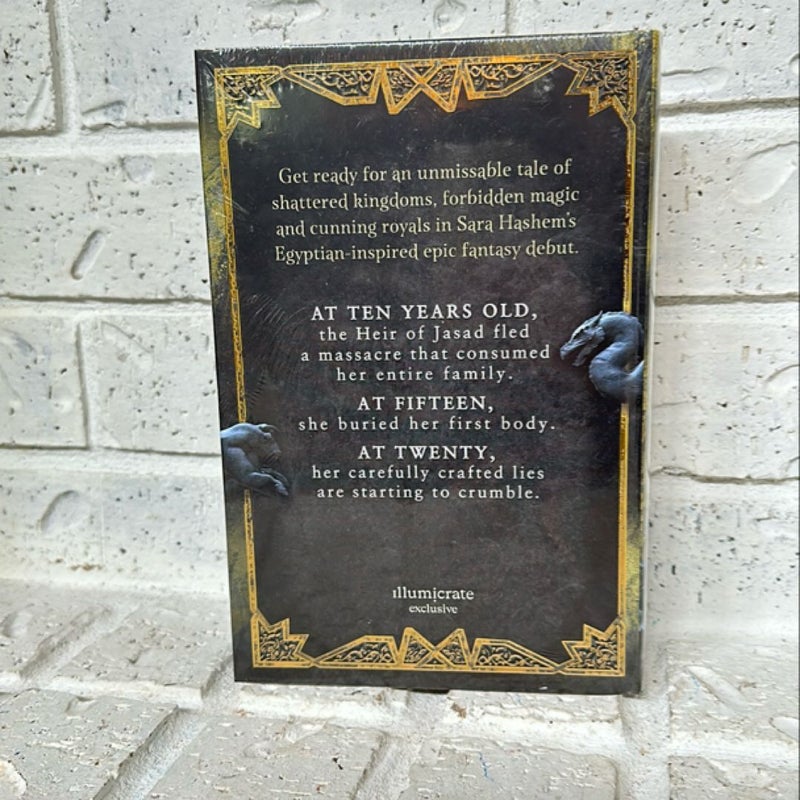 Get ready for an unmissable tale of
shattered kingdoms, forbidden magic
and cunning royals in Sara Hashem's
Egyptian-inspired epic fantasy debut.
AT TEN YEARS OLD,
the Heir of Jasad fled
a massacre that consumed
her entire family.
AT FIFTEEN,
she buried her first body.
AT TWENTY,
her carefully crafted lies
are starting to crumble.
illumicrate
exclusive